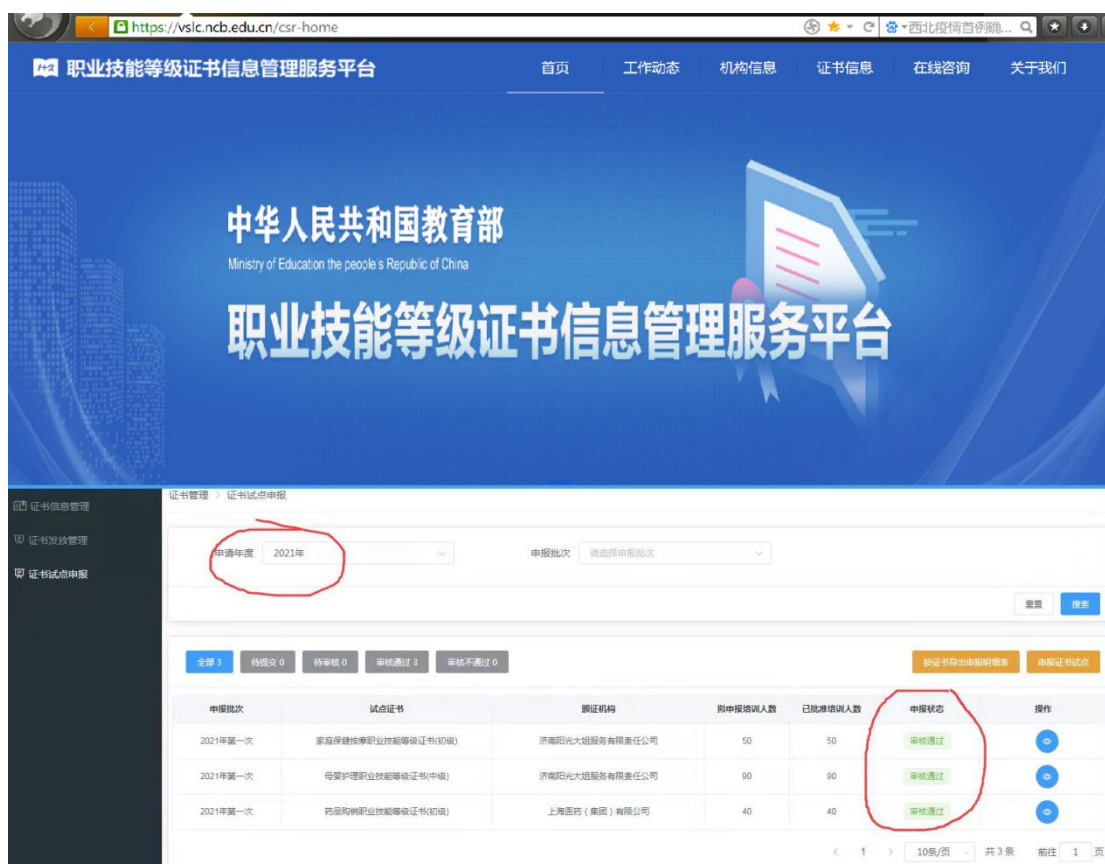 https://vslc.ncb.edu.cn/csr-home 西北疫情首例确...
1+X 职业技能等级证书信息管理服务平台 首页 工作动态 机构信息 证书信息 在线咨询 关于我们
中华人民共和国教育部
Ministry of Education the people's Republic of China
职业技能等级证书信息管理服务平台
证书信息管理
证书发放管理
证书试点申报
证书管理 > 证书试点申报
申请年度 2021年 申报批次 请选择申报批次
重置 搜索
全部 3 待提交 0 待审核 0 审核通过 3 审核不通过 0 按证书导出申报明细表 申报证书试点
申报批次 试点证书 颁证机构 拟申报培训人数 已批准培训人数 申报状态 操作
2021年第一次 家庭保健按摩职业技能等级证书(初级) 济南阳光大姐服务有限责任公司 50 50 审核通过
2021年第一次 母婴护理职业技能等级证书(中级) 济南阳光大姐服务有限责任公司 90 90 审核通过
2021年第一次 药品购销职业技能等级证书(初级) 上海医药(集团)有限公司 40 40 审核通过
< 1 > 10条/页 共 3 条 前往 1 页